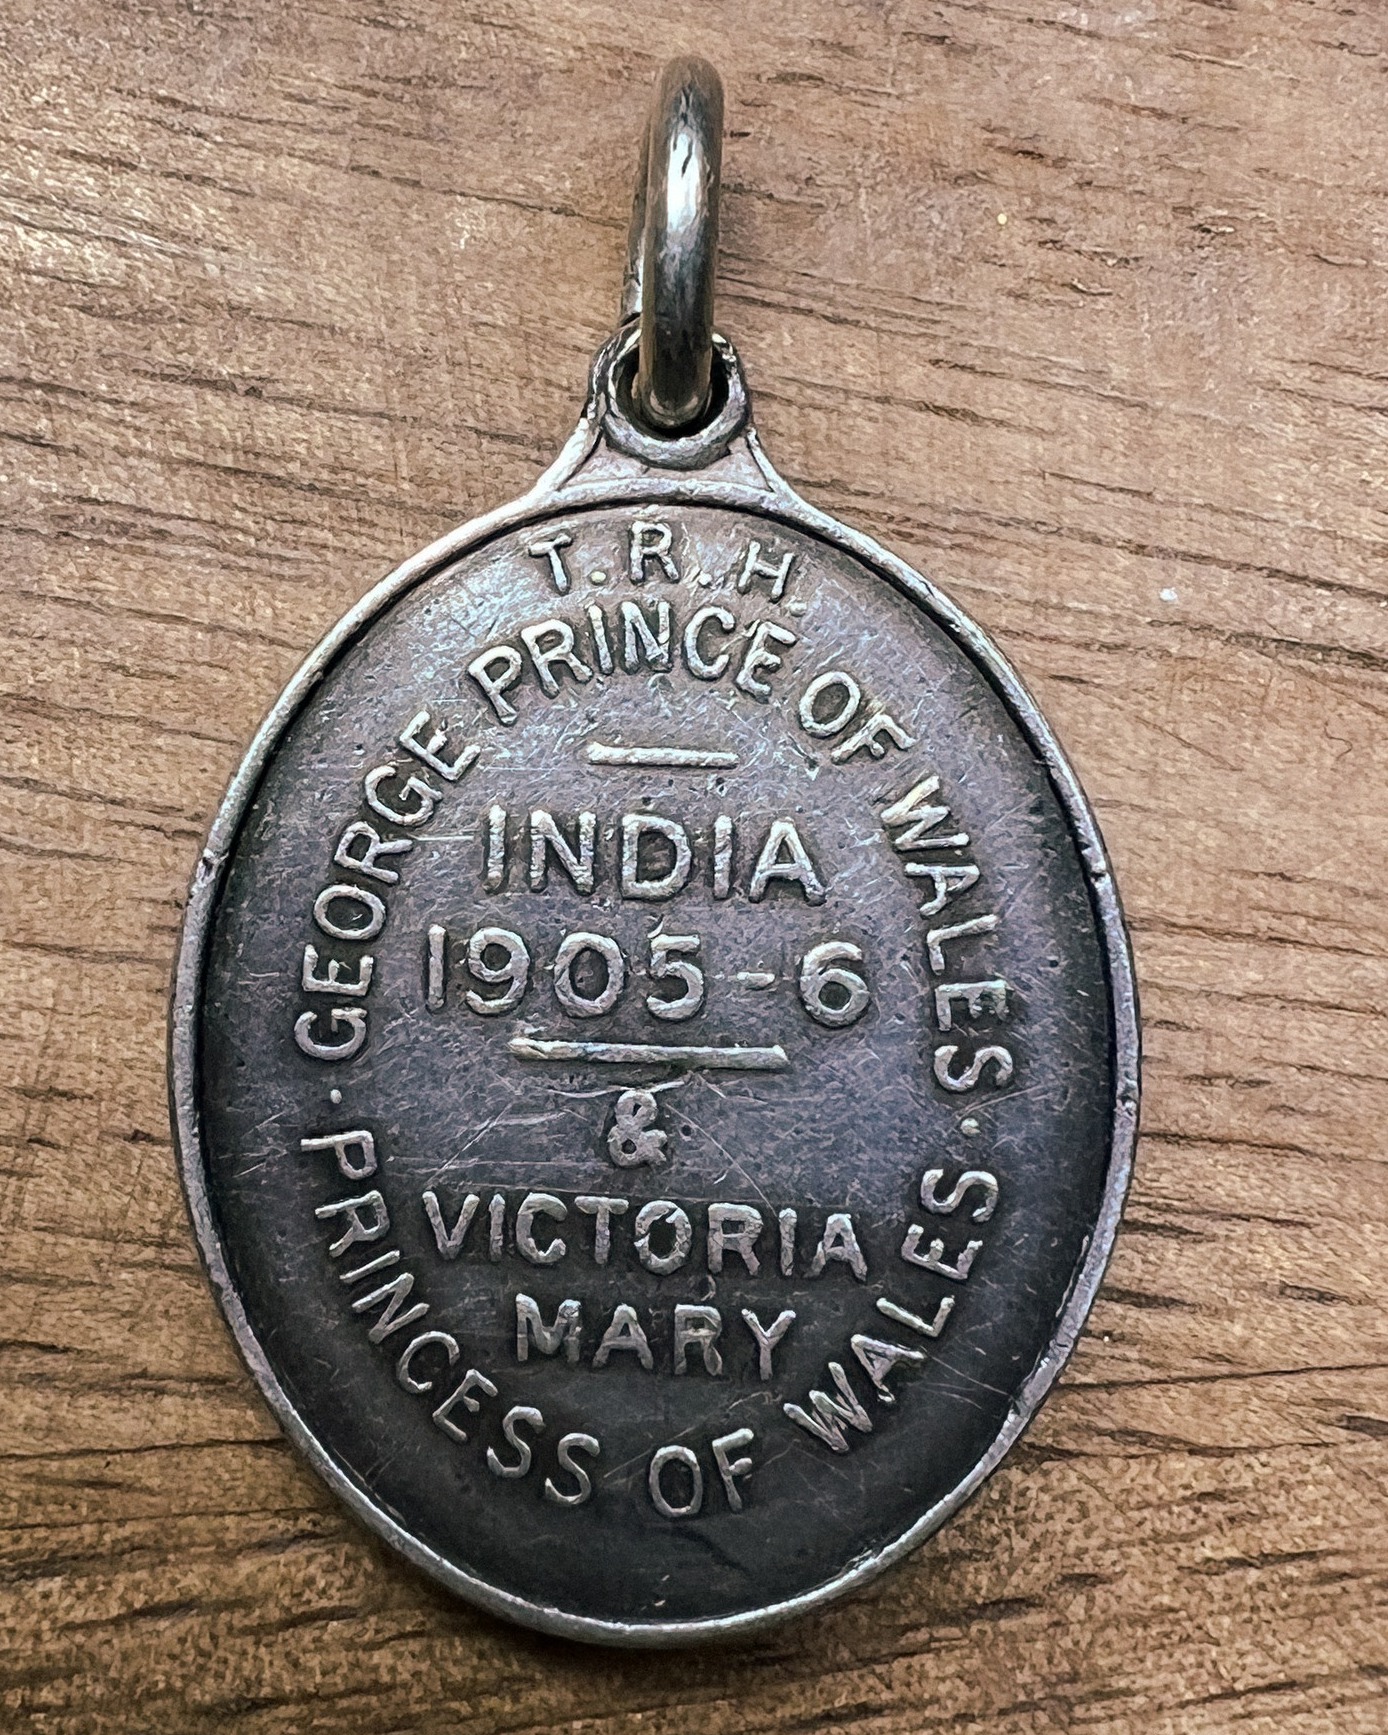 T.R.H.
·GEORGE PRINCE OF WALES·
INDIA
1905-6
&
VICTORIA
MARY
PRINCESS OF WALES